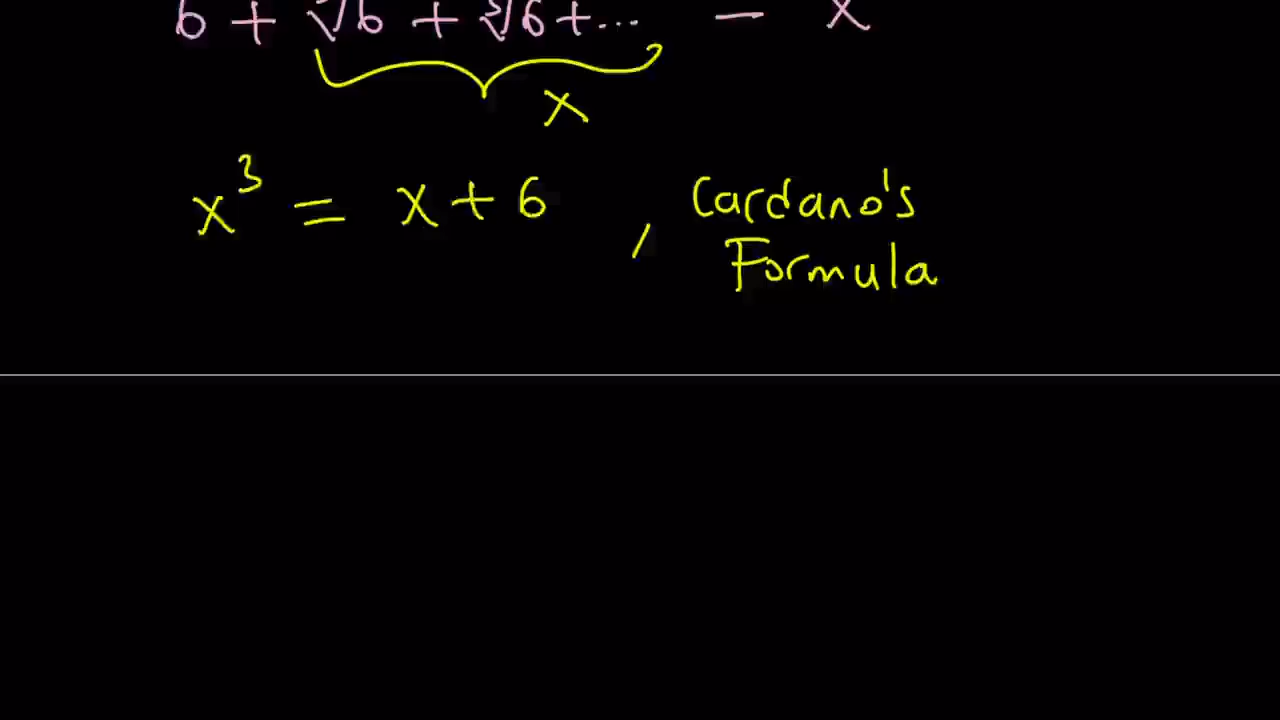 6 + ∛6 + ∛6 + ... = x
x
x³ = x + 6 , Cardano's
Formula